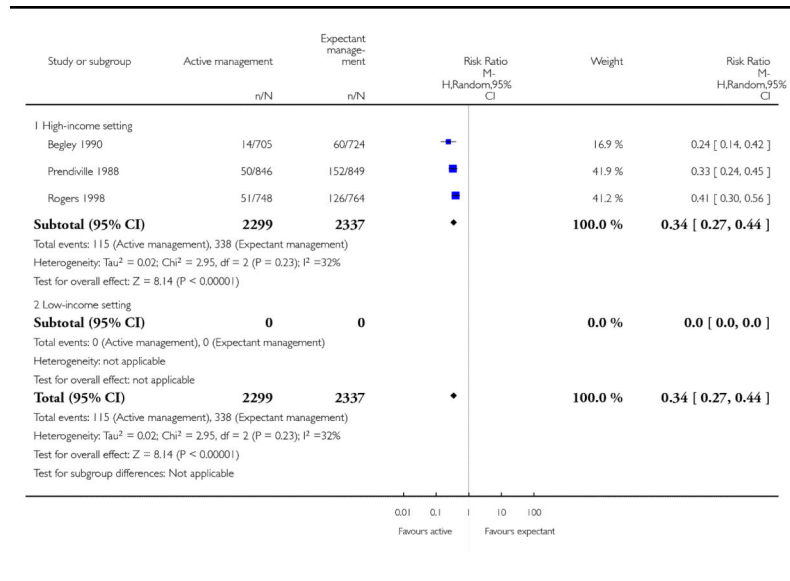 Study or subgroup Active management Expectant manage- ment Risk Ratio Weight Risk Ratio
n/N n/N M- H,Random,95% CI M- H,Random,95% CI
1 High-income setting
Begley 1990 14/705 60/724 16.9 % 0.24 [ 0.14, 0.42 ]
Prendiville 1988 50/846 152/849 41.9 % 0.33 [ 0.24, 0.45 ]
Rogers 1998 51/748 126/764 41.2 % 0.41 [ 0.30, 0.56 ]
Subtotal (95% CI) 2299 2337 100.0 % 0.34 [ 0.27, 0.44 ]
Total events: 115 (Active management), 338 (Expectant management)
Heterogeneity: Tau² = 0.02; Chi² = 2.95, df = 2 (P = 0.23); I² =32%
Test for overall effect: Z = 8.14 (P < 0.00001)
2 Low-income setting
Subtotal (95% CI) 0 0 0.0 % 0.0 [ 0.0, 0.0 ]
Total events: 0 (Active management), 0 (Expectant management)
Heterogeneity: not applicable
Test for overall effect: not applicable
Total (95% CI) 2299 2337 100.0 % 0.34 [ 0.27, 0.44 ]
Total events: 115 (Active management), 338 (Expectant management)
Heterogeneity: Tau² = 0.02; Chi² = 2.95, df = 2 (P = 0.23); I² =32%
Test for overall effect: Z = 8.14 (P < 0.00001)
Test for subgroup differences: Not applicable
0.01 0.1 1 10 100
Favours active Favours expectant